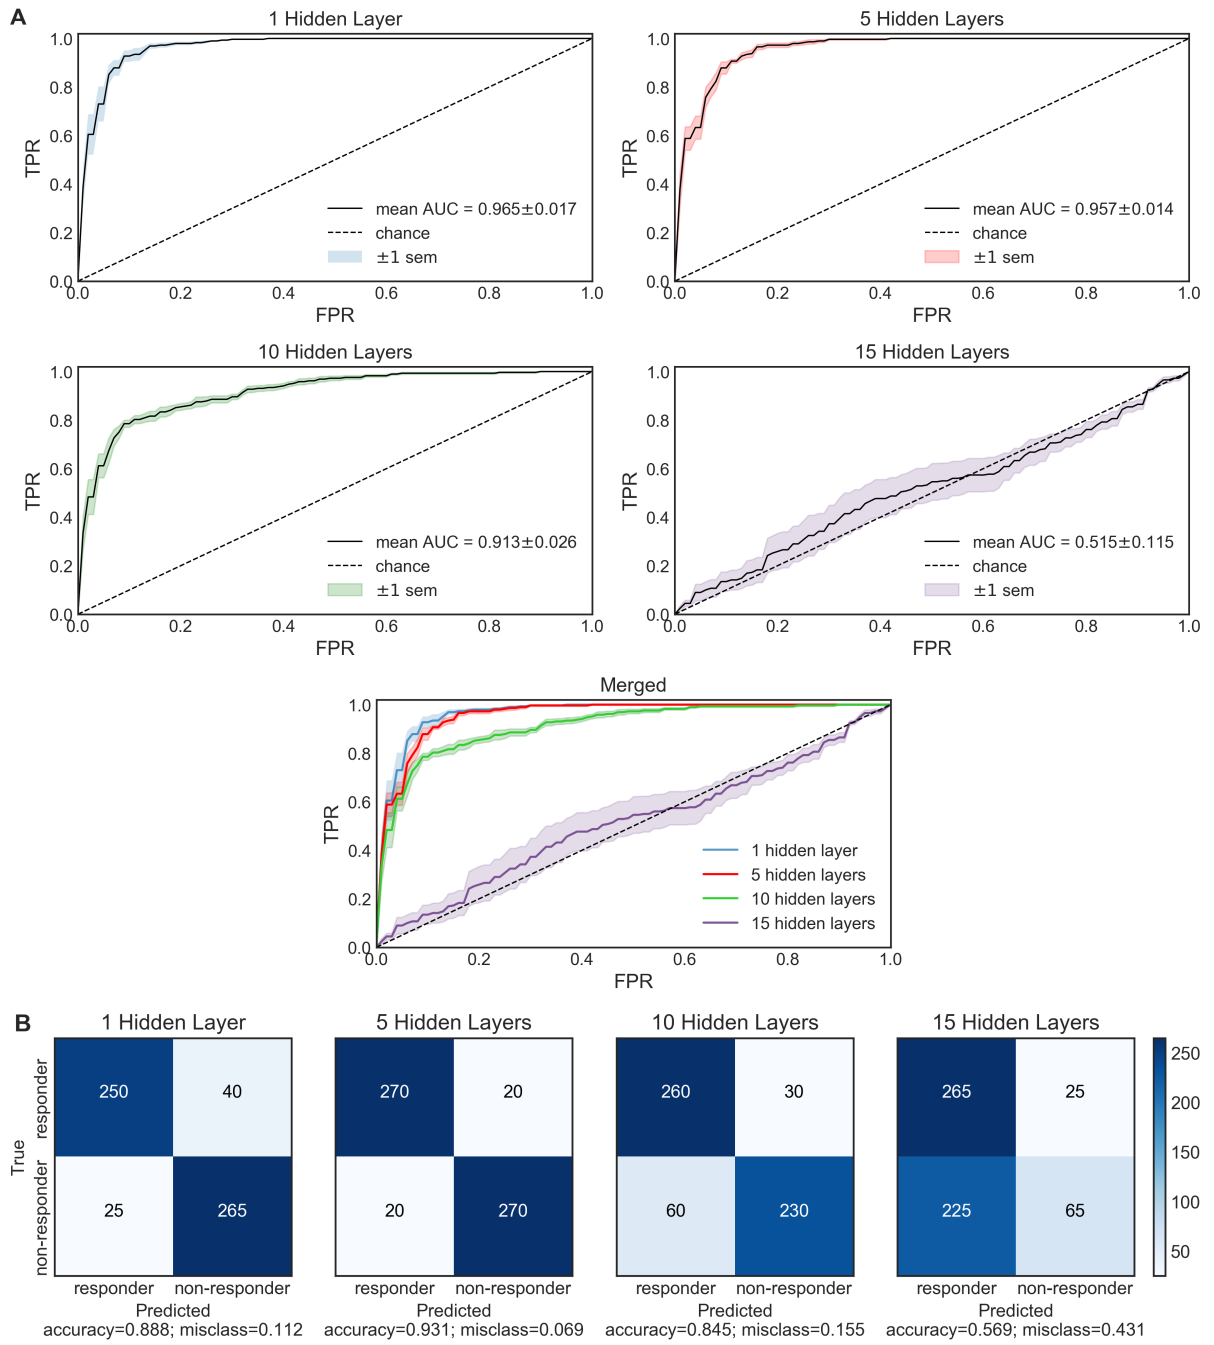 A
1 Hidden Layer
1.0
0.8
0.6
0.4
0.2
0.0
TPR
mean AUC = 0.965±0.017
chance
±1 sem
0.0 0.2 0.4 0.6 0.8 1.0
FPR
5 Hidden Layers
1.0
0.8
0.6
0.4
0.2
0.0
TPR
mean AUC = 0.957±0.014
chance
±1 sem
0.0 0.2 0.4 0.6 0.8 1.0
FPR
10 Hidden Layers
1.0
0.8
0.6
0.4
0.2
0.0
TPR
mean AUC = 0.913±0.026
chance
±1 sem
0.0 0.2 0.4 0.6 0.8 1.0
FPR
15 Hidden Layers
1.0
0.8
0.6
0.4
0.2
0.0
TPR
mean AUC = 0.515±0.115
chance
±1 sem
0.0 0.2 0.4 0.6 0.8 1.0
FPR
Merged
1.0
0.8
0.6
0.4
0.2
0.0
TPR
1 hidden layer
5 hidden layers
10 hidden layers
15 hidden layers
0.0 0.2 0.4 0.6 0.8 1.0
FPR
B
True
responder
non-responder
1 Hidden Layer
250 40
25 265
responder non-responder
Predicted
accuracy=0.888; misclass=0.112
5 Hidden Layers
270 20
20 270
responder non-responder
Predicted
accuracy=0.931; misclass=0.069
10 Hidden Layers
260 30
60 230
responder non-responder
Predicted
accuracy=0.845; misclass=0.155
15 Hidden Layers
265 25
225 65
responder non-responder
Predicted
accuracy=0.569; misclass=0.431
250
200
150
100
50